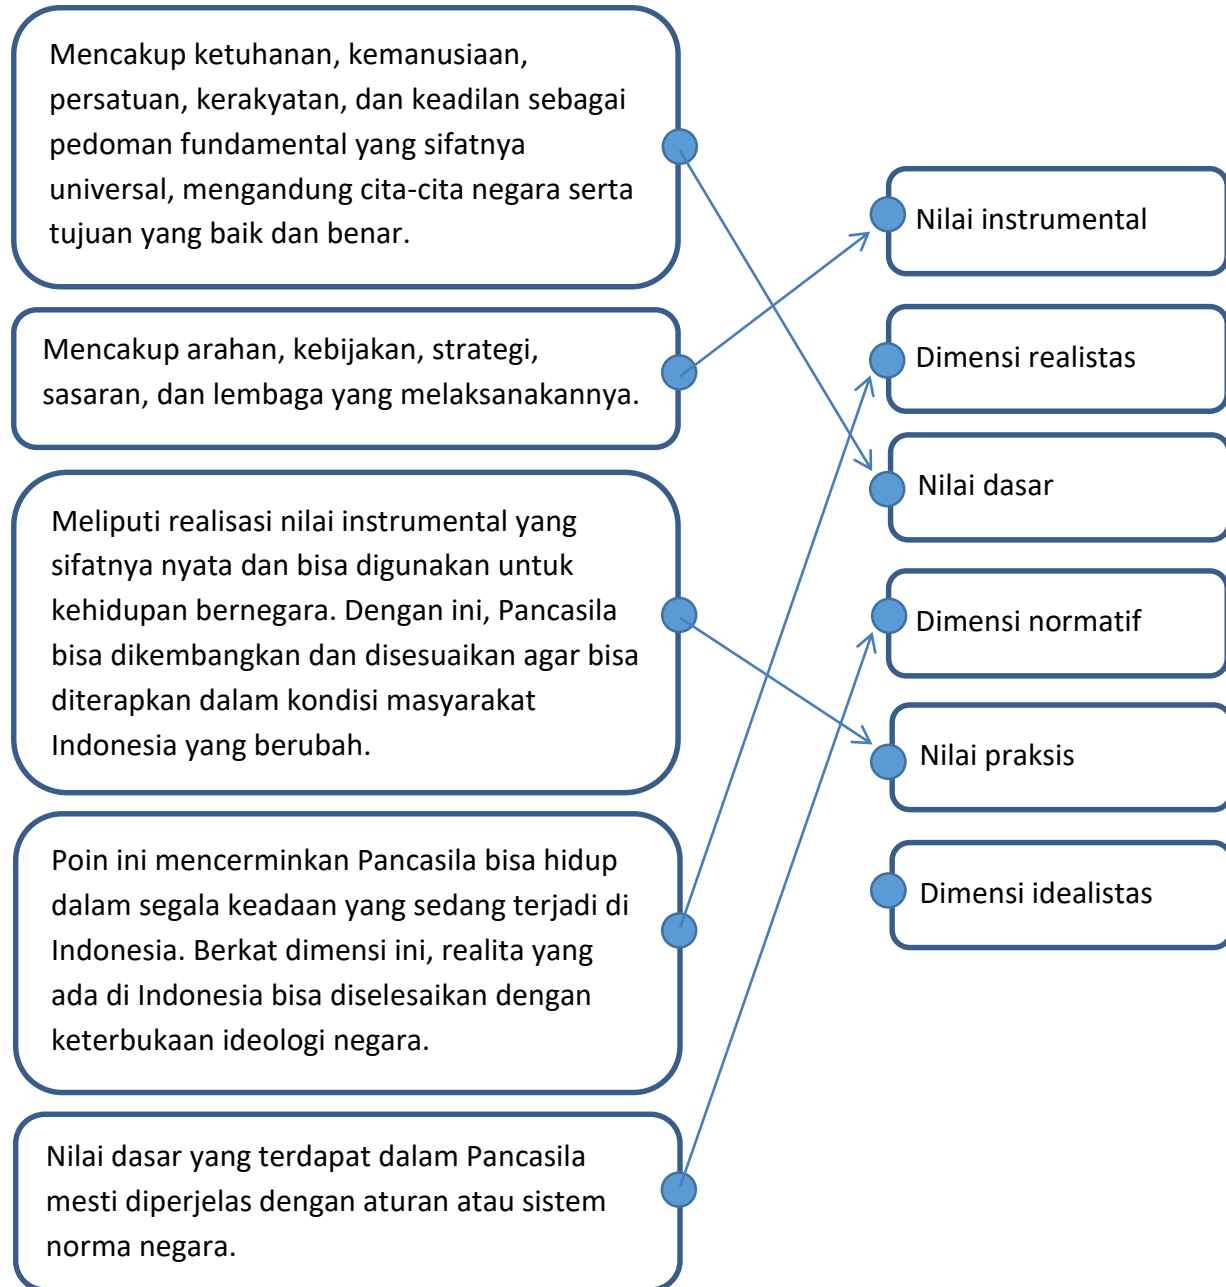 Mencakup ketuhanan, kemanusiaan,
persatuan, kerakyatan, dan keadilan sebagai
pedoman fundamental yang sifatnya
universal, mengandung cita-cita negara serta
tujuan yang baik dan benar.
Mencakup arahan, kebijakan, strategi,
sasaran, dan lembaga yang melaksanakannya.
Meliputi realisasi nilai instrumental yang
sifatnya nyata dan bisa digunakan untuk
kehidupan bernegara. Dengan ini, Pancasila
bisa dikembangkan dan disesuaikan agar bisa
diterapkan dalam kondisi masyarakat
Indonesia yang berubah.
Poin ini mencerminkan Pancasila bisa hidup
dalam segala keadaan yang sedang terjadi di
Indonesia. Berkat dimensi ini, realita yang
ada di Indonesia bisa diselesaikan dengan
keterbukaan ideologi negara.
Nilai dasar yang terdapat dalam Pancasila
mesti diperjelas dengan aturan atau sistem
norma negara.
Nilai instrumental
Dimensi realistas
Nilai dasar
Dimensi normatif
Nilai praksis
Dimensi idealistas